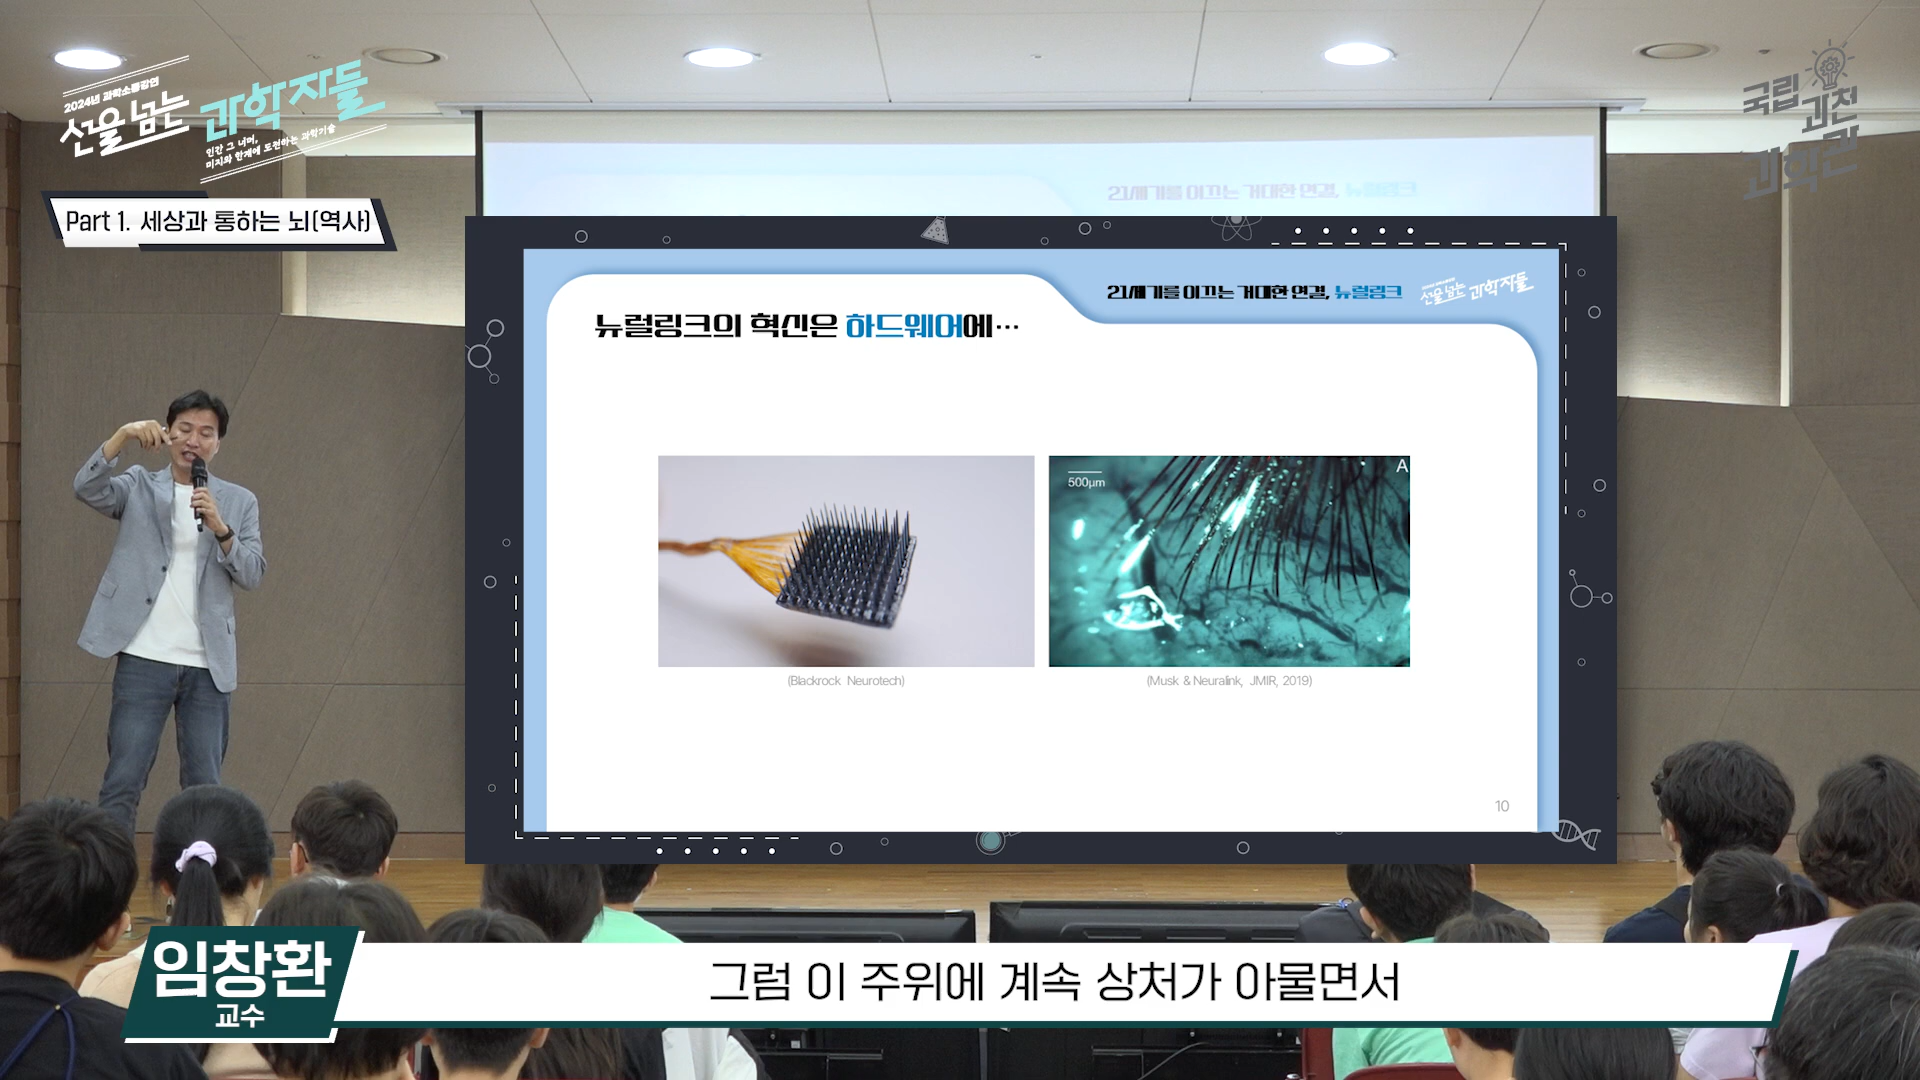 2024년 과학소통강연
선을 넘는 과학자들
인간 그 너머,
미지와 한계에 도전하는 과학기술
국립
과천
과학관
Part 1. 세상과 통하는 뇌(역사)
21세기를 이끄는 거대한 연결, 뉴럴링크
21세기를 이끄는 거대한 연결, 뉴럴링크
선을 넘는 과학자들
뉴럴링크의 혁신은 하드웨어에…
500μm
A
(Blackrock Neurotech)
(Musk & Neuralink, JMIR, 2019)
10
임창환
교수
그럼 이 주위에 계속 상처가 아물면서